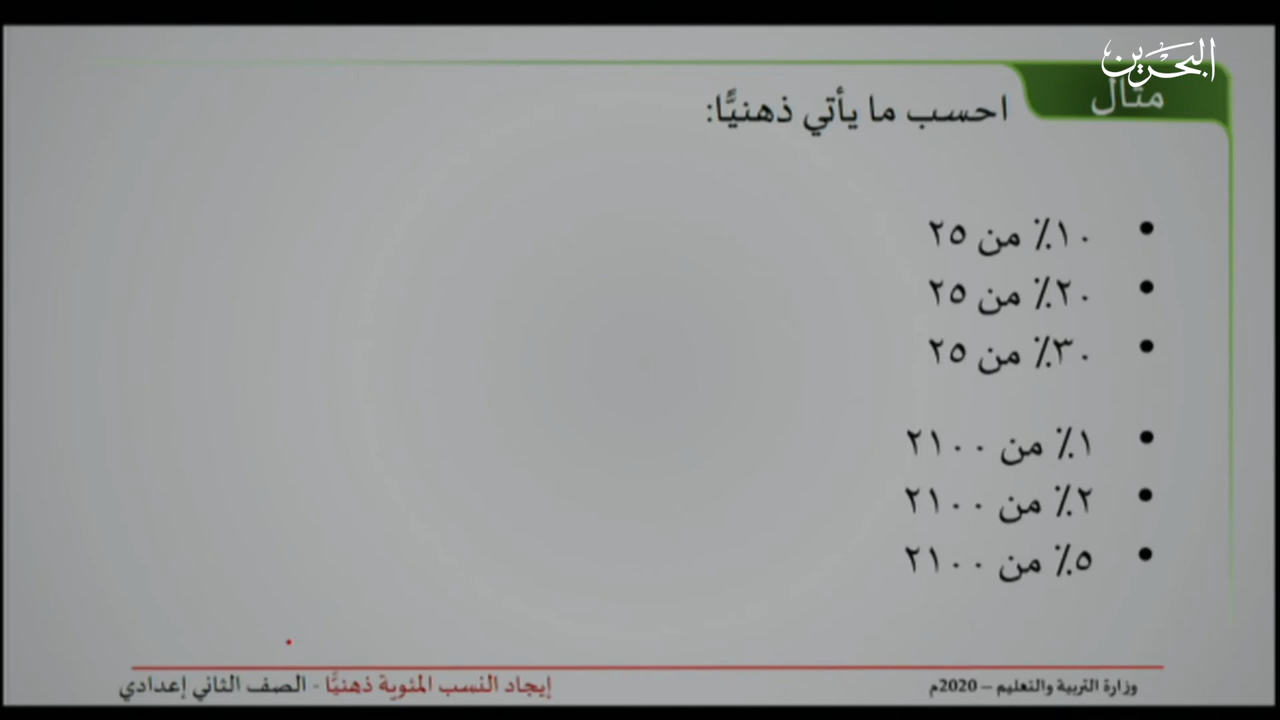 البحرين
مثال
احسب ما يأتي ذهنيًّا:
• ١٠٪ من ٢٥
• ٢٠٪ من ٢٥
• ٣٠٪ من ٢٥
• ١٪ من ٢١٠٠
• ٢٪ من ٢١٠٠
• ٥٪ من ٢١٠٠
وزارة التربية والتعليم – 2020م
إيجاد النسب المئوية ذهنيًّا - الصف الثاني إعدادي